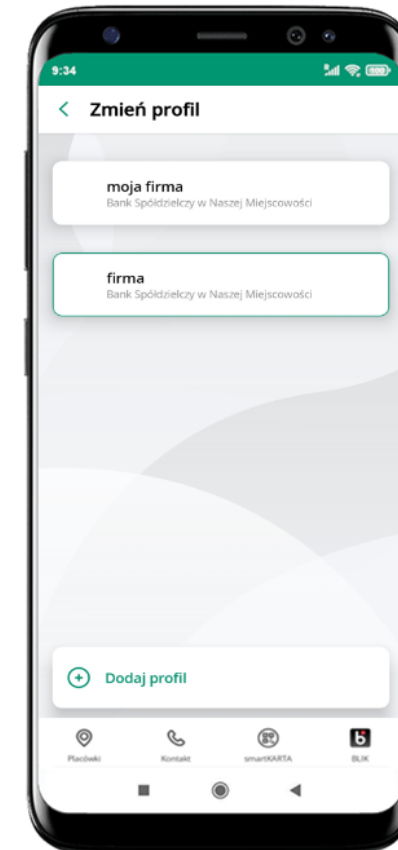 9:34
Zmień profil
moja firma
Bank Spółdzielczy w Naszej Miejscowości
firma
Bank Spółdzielczy w Naszej Miejscowości
Dodaj profil
Placówki Kontakt smartKARTA BLIK